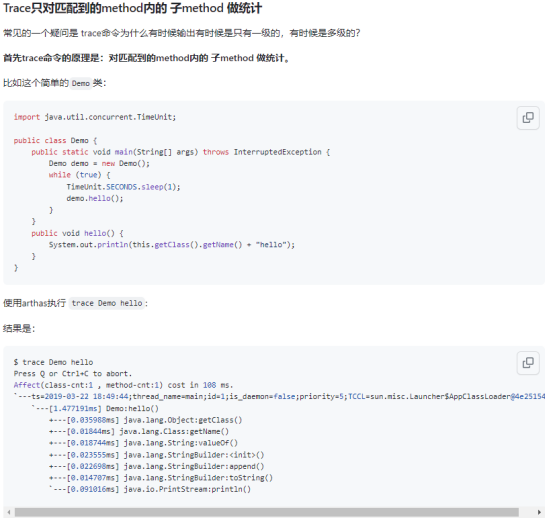 Trace只对匹配到的method内的 子method 做统计
常见的一个疑问是 trace命令为什么有时候输出有时候是只有一级的，有时候是多级的？
首先trace命令的原理是：对匹配到的method内的 子method 做统计。
比如这个简单的 Demo 类：
import java.util.concurrent.TimeUnit;
public class Demo {
    public static void main(String[] args) throws InterruptedException {
        Demo demo = new Demo();
        while (true) {
            TimeUnit.SECONDS.sleep(1);
            demo.hello();
        }
    }
    public void hello() {
        System.out.println(this.getClass().getName() + "hello");
    }
}
使用arthas执行 trace Demo hello：
结果是：
$ trace Demo hello
Press Q or Ctrl+C to abort.
Affect(class-cnt:1 , method-cnt:1) cost in 108 ms.
`---ts=2019-03-22 18:49:44;thread_name=main;id=1;is_daemon=false;priority=5;TCCL=sun.misc.Launcher$AppClassLoader@4e25154
    `---[1.477191ms] Demo:hello()
        +---[0.035988ms] java.lang.Object:getClass()
        +---[0.01844ms] java.lang.Class:getName()
        +---[0.018744ms] java.lang.String:valueOf()
        +---[0.023555ms] java.lang.StringBuilder:<init>()
        +---[0.022698ms] java.lang.StringBuilder:append()
        +---[0.014707ms] java.lang.StringBuilder:toString()
        `---[0.091016ms] java.io.PrintStream:println()